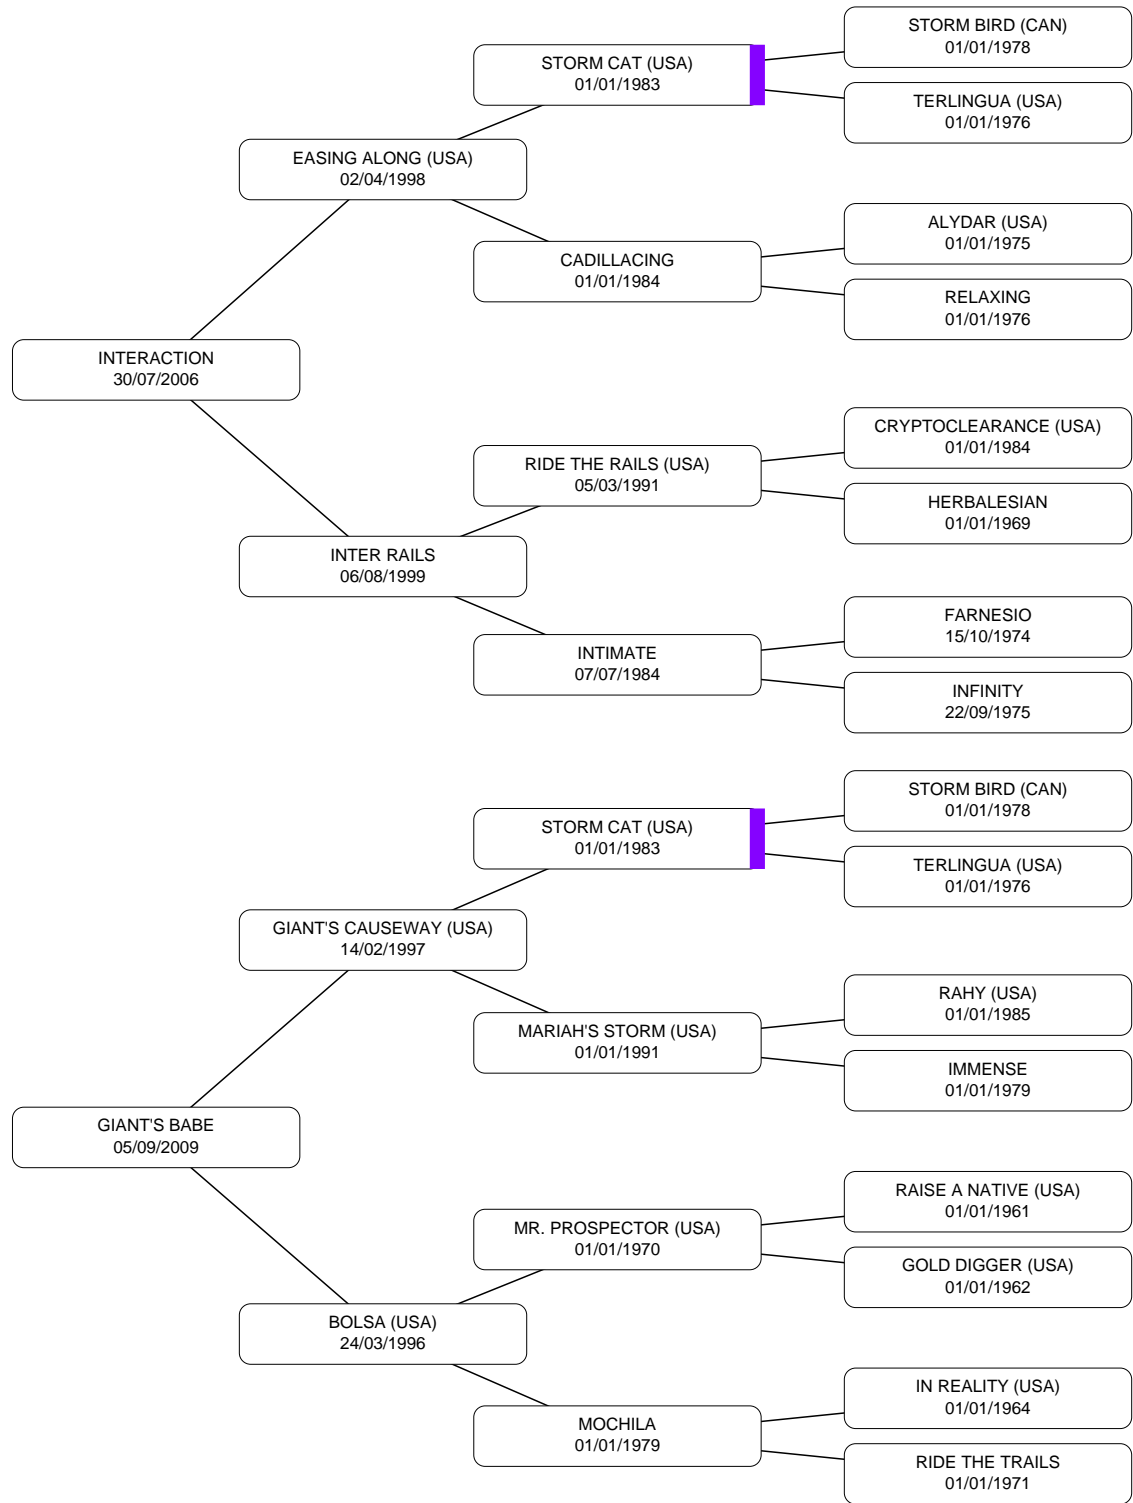 STORM BIRD (CAN)
01/01/1978
STORM CAT (USA)
01/01/1983
TERLINGUA (USA)
01/01/1976
EASING ALONG (USA)
02/04/1998
ALYDAR (USA)
01/01/1975
CADILLACING
01/01/1984
RELAXING
01/01/1976
INTERACTION
30/07/2006
CRYPTOCLEARANCE (USA)
01/01/1984
RIDE THE RAILS (USA)
05/03/1991
HERBALESIAN
01/01/1969
INTER RAILS
06/08/1999
FARNESIO
15/10/1974
INTIMATE
07/07/1984
INFINITY
22/09/1975
STORM BIRD (CAN)
01/01/1978
STORM CAT (USA)
01/01/1983
TERLINGUA (USA)
01/01/1976
GIANT'S CAUSEWAY (USA)
14/02/1997
RAHY (USA)
01/01/1985
MARIAH'S STORM (USA)
01/01/1991
IMMENSE
01/01/1979
GIANT'S BABE
05/09/2009
RAISE A NATIVE (USA)
01/01/1961
MR. PROSPECTOR (USA)
01/01/1970
GOLD DIGGER (USA)
01/01/1962
BOLSA (USA)
24/03/1996
IN REALITY (USA)
01/01/1964
MOCHILA
01/01/1979
RIDE THE TRAILS
01/01/1971